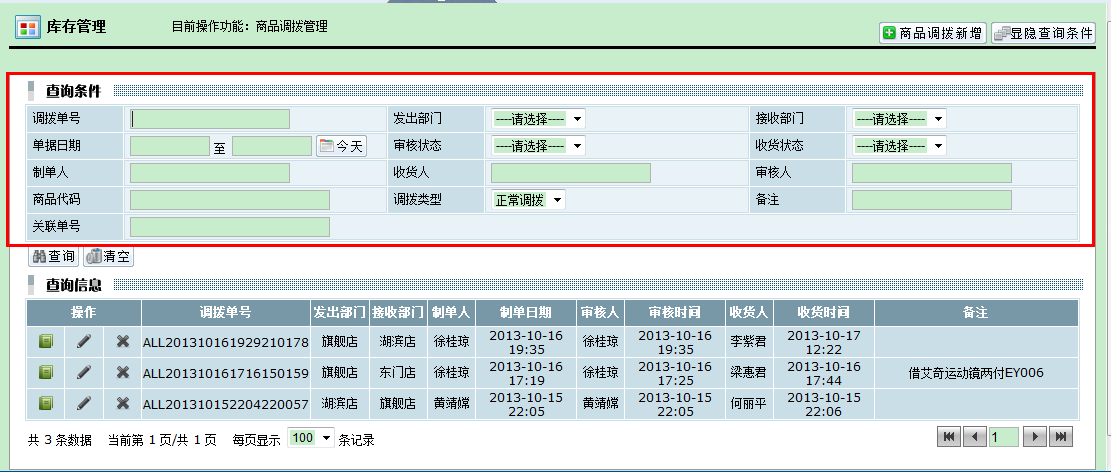 库存管理 目前操作功能：商品调拨管理 商品调拨新增 显隐查询条件
查询条件
调拨单号 发出部门 ----请选择---- 接收部门 ----请选择----
单据日期 至 今天 审核状态 ----请选择---- 收货状态 ----请选择----
制单人 收货人 审核人
商品代码 调拨类型 正常调拨 备注
关联单号
查询 清空
查询信息
操作 调拨单号 发出部门 接收部门 制单人 制单日期 审核人 审核时间 收货人 收货时间 备注
ALL201310161929210178 旗舰店 湖滨店 徐桂琼 2013-10-16 19:35 徐桂琼 2013-10-16 19:35 李紫君 2013-10-17 12:22
ALL201310161716150159 旗舰店 东门店 徐桂琼 2013-10-16 17:19 徐桂琼 2013-10-16 17:25 梁惠君 2013-10-16 17:44 借艾奇运动镜两付EY006
ALL201310152204220057 湖滨店 旗舰店 黄靖嫦 2013-10-15 22:05 黄靖嫦 2013-10-15 22:05 何丽平 2013-10-15 22:06
共 3 条数据 当前第 1 页/共 1 页 每页显示 100 条记录 1